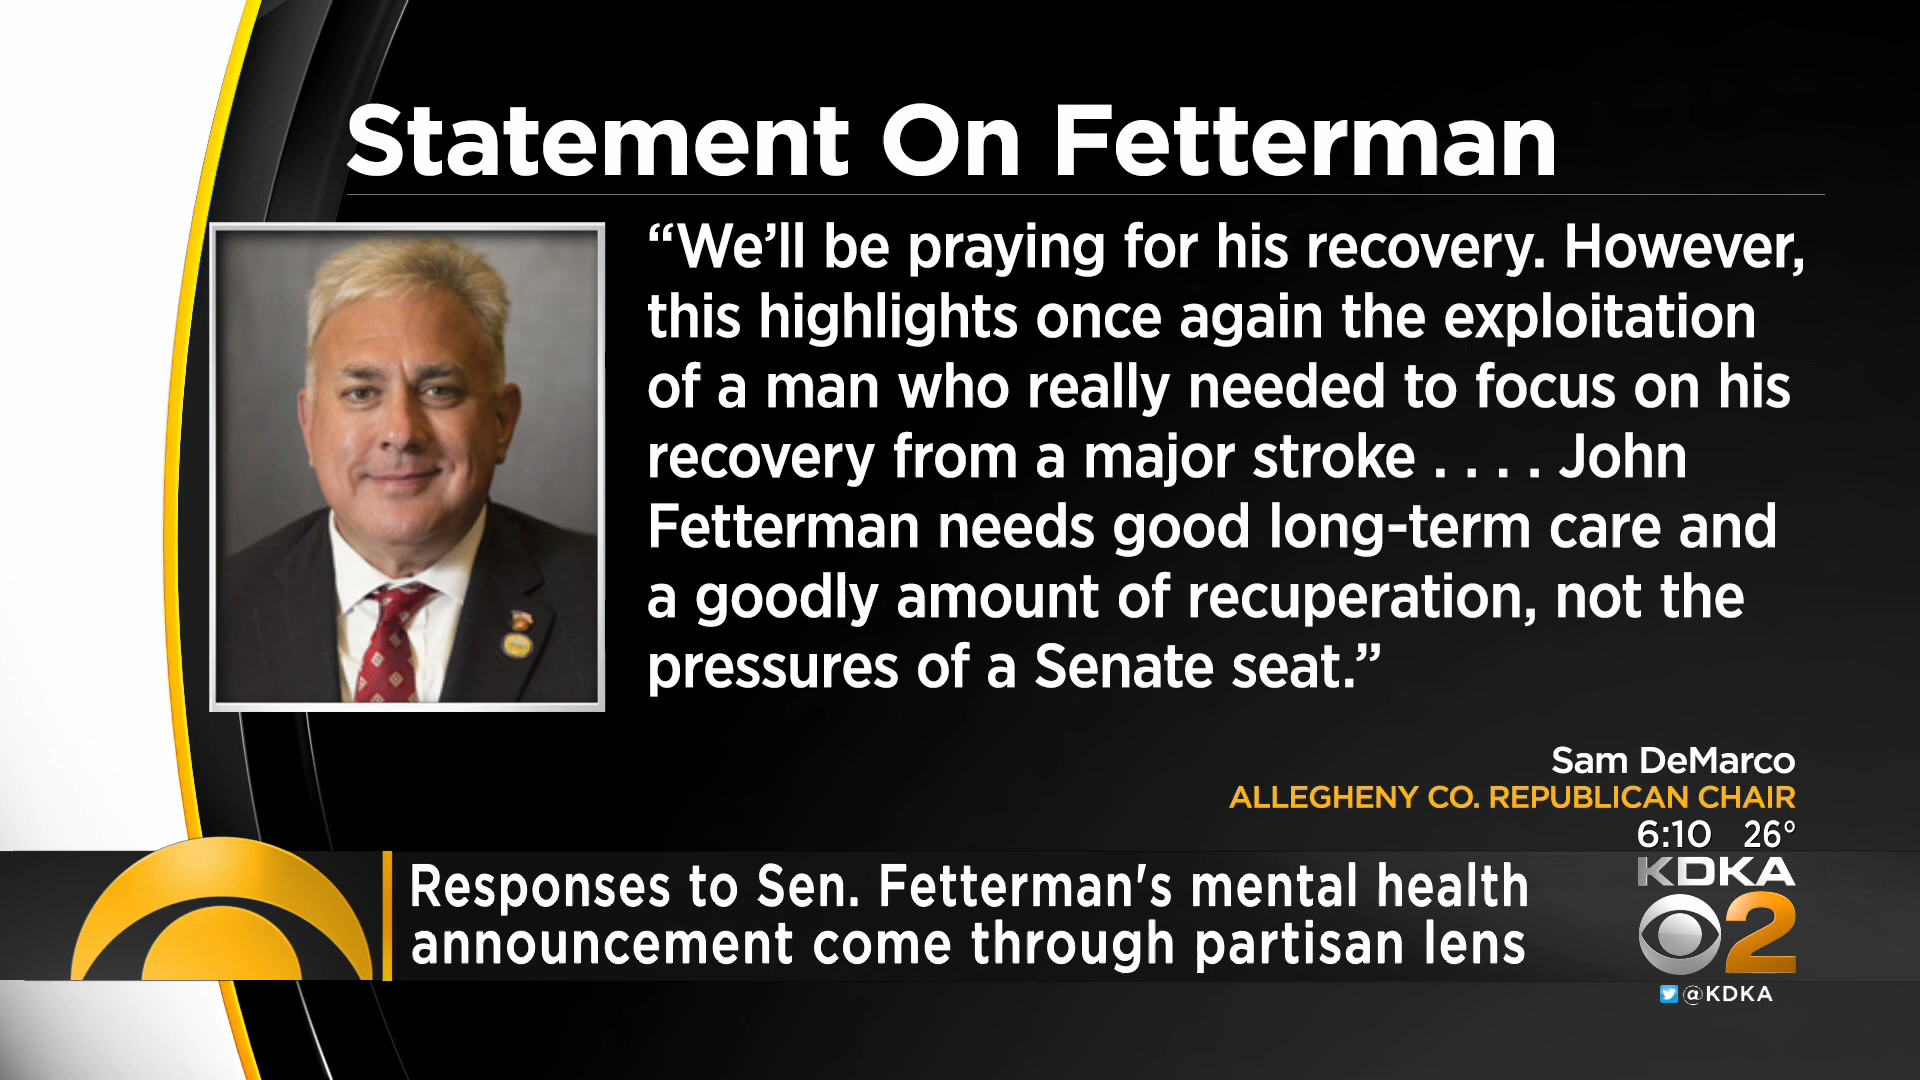 Statement On Fetterman
“We’ll be praying for his recovery. However,
this highlights once again the exploitation
of a man who really needed to focus on his
recovery from a major stroke . . . . John
Fetterman needs good long-term care and
a goodly amount of recuperation, not the
pressures of a Senate seat.”
Sam DeMarco
ALLEGHENY CO. REPUBLICAN CHAIR
6:10 26°
Responses to Sen. Fetterman's mental health
announcement come through partisan lens
KDKA
2
@KDKA